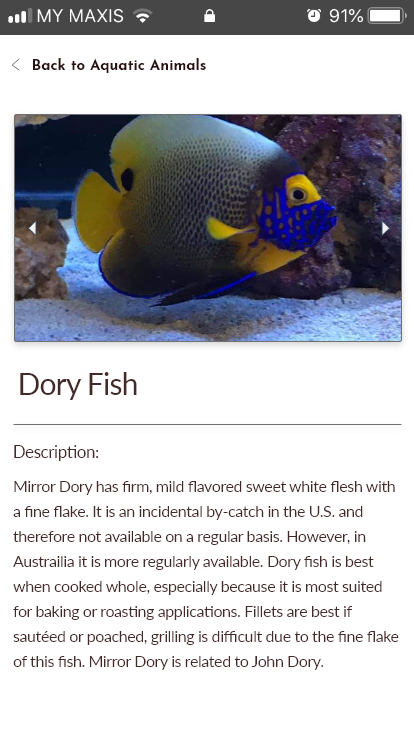 MY MAXIS 91%
Back to Aquatic Animals
Dory Fish
Description:
Mirror Dory has firm, mild flavored sweet white flesh with
a fine flake. It is an incidental by-catch in the U.S. and
therefore not available on a regular basis. However, in
Austrailia it is more regularly available. Dory fish is best
when cooked whole, especially because it is most suited
for baking or roasting applications. Fillets are best if
sautéed or poached, grilling is difficult due to the fine flake
of this fish. Mirror Dory is related to John Dory.